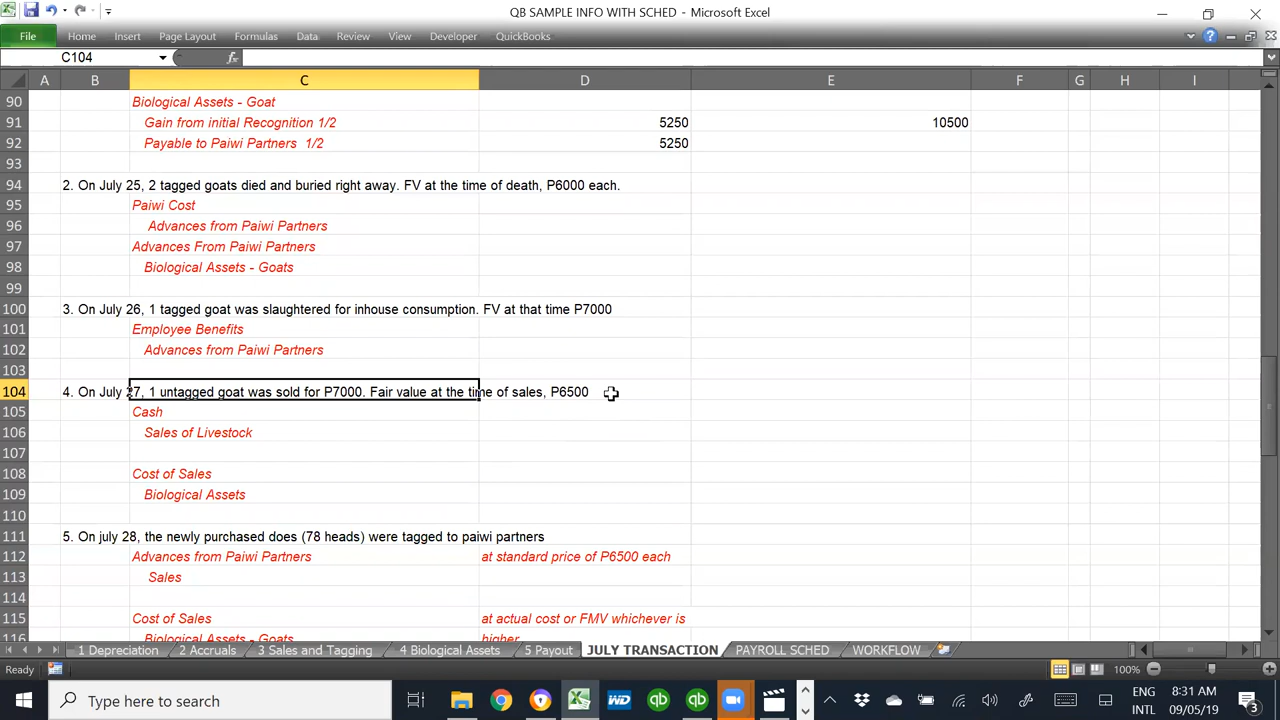 QB SAMPLE INFO WITH SCHED - Microsoft Excel
File Home Insert Page Layout Formulas Data Review View Developer QuickBooks
C104 fx
A B C D E F G H I
90 Biological Assets - Goat
91 Gain from initial Recognition 1/2 5250 10500
92 Payable to Paiwi Partners 1/2 5250
93
94 2. On July 25, 2 tagged goats died and buried right away. FV at the time of death, P6000 each.
95 Paiwi Cost
96 Advances from Paiwi Partners
97 Advances From Paiwi Partners
98 Biological Assets - Goats
99
100 3. On July 26, 1 tagged goat was slaughtered for inhouse consumption. FV at that time P7000
101 Employee Benefits
102 Advances from Paiwi Partners
103
104 4. On July 27, 1 untagged goat was sold for P7000. Fair value at the time of sales, P6500
105 Cash
106 Sales of Livestock
107
108 Cost of Sales
109 Biological Assets
110
111 5. On july 28, the newly purchased does (78 heads) were tagged to paiwi partners
112 Advances from Paiwi Partners at standard price of P6500 each
113 Sales
114
115 Cost of Sales at actual cost or FMV whichever is
116 Biological Assets - Goats higher
1 Depreciation 2 Accruals 3 Sales and Tagging 4 Biological Assets 5 Payout JULY TRANSACTION PAYROLL SCHED WORKFLOW
Ready 100%
Type here to search WD qb qb ENG 8:31 AM
INTL 09/05/19 3